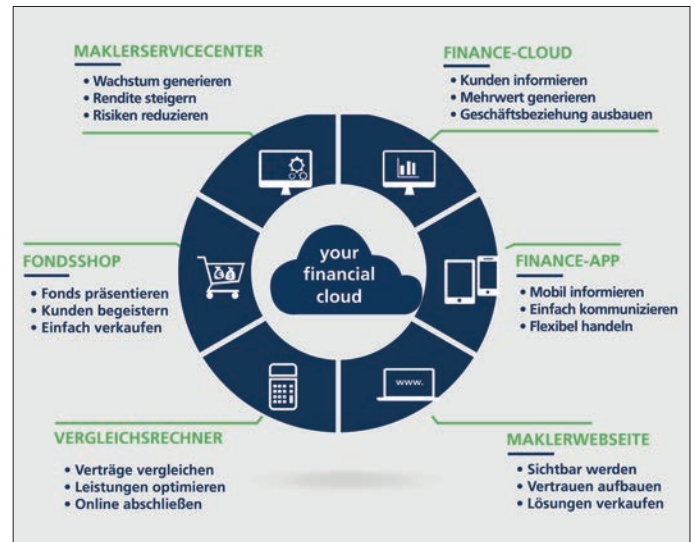 MAKLERSERVICECENTER
• Wachstum generieren
• Rendite steigern
• Risiken reduzieren
FINANCE-CLOUD
• Kunden informieren
• Mehrwert generieren
• Geschäftsbeziehung ausbauen
FONDSSHOP
• Fonds präsentieren
• Kunden begeistern
• Einfach verkaufen
your
financial
cloud
FINANCE-APP
• Mobil informieren
• Einfach kommunizieren
• Flexibel handeln
www.
VERGLEICHSRECHNER
• Verträge vergleichen
• Leistungen optimieren
• Online abschließen
MAKLERWEBSEITE
• Sichtbar werden
• Vertrauen aufbauen
• Lösungen verkaufen